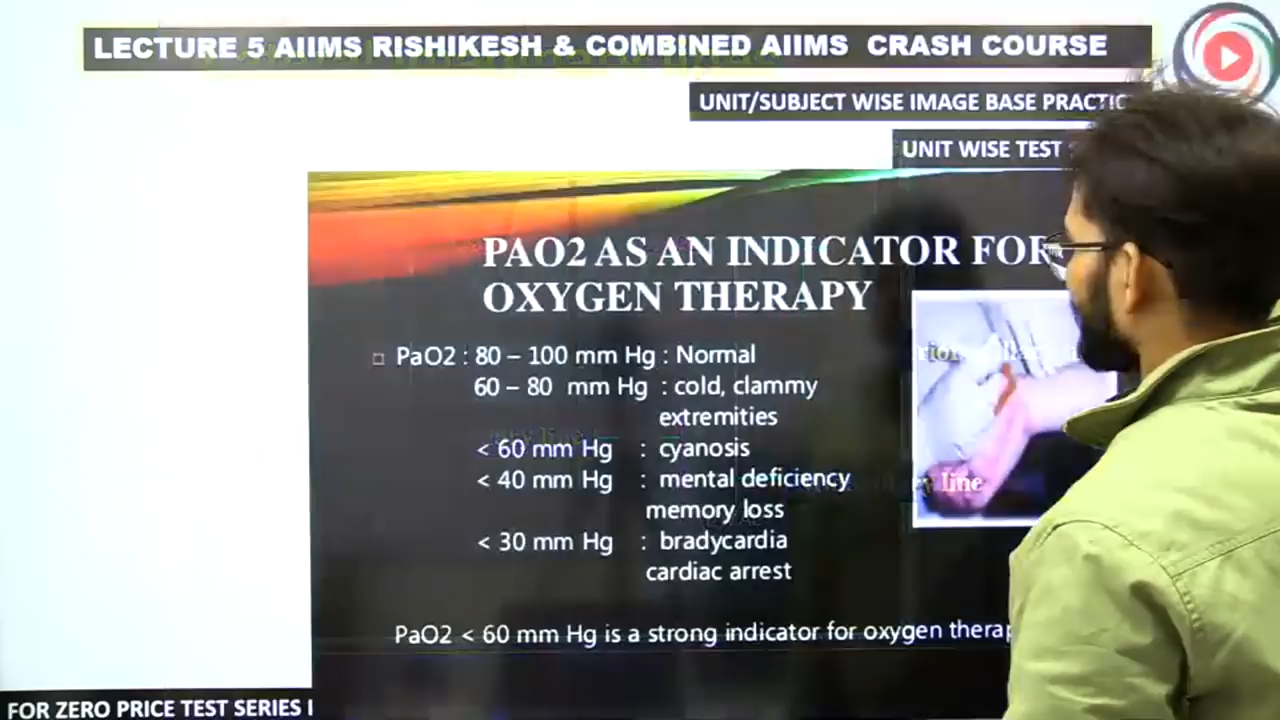 LECTURE 5 AIIMS RISHIKESH & COMBINED AIIMS CRASH COURSE
UNIT/SUBJECT WISE IMAGE BASE
UNIT WISE TEST
PAO2 AS AN INDICATOR FOR
OXYGEN THERAPY
PaO2 : 80 – 100 mm Hg : Normal
60 – 80 mm Hg : cold, clammy
extremities
< 60 mm Hg : cyanosis
< 40 mm Hg : mental deficiency
memory loss
< 30 mm Hg : bradycardia
cardiac arrest
line
PaO2 < 60 mm Hg is a strong indicator for oxygen
FOR ZERO PRICE TEST SERIES